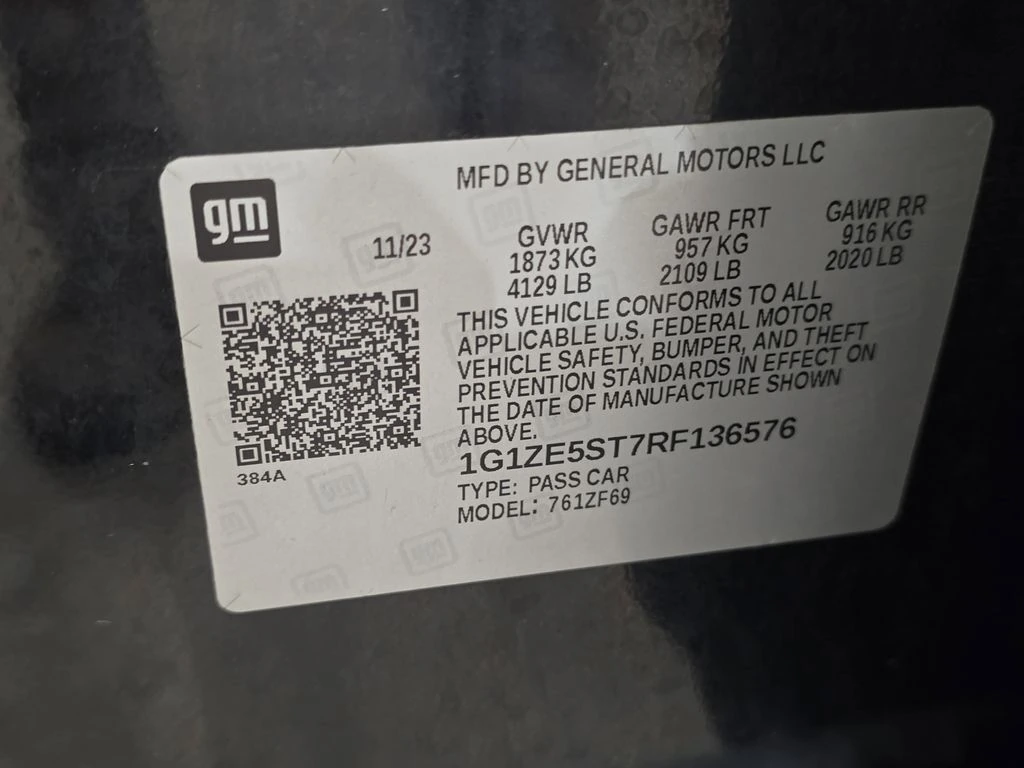 gm
MFD BY GENERAL MOTORS LLC
11/23
GVWR GAWR FRT GAWR RR
1873 KG 957 KG 916 KG
4129 LB 2109 LB 2020 LB
THIS VEHICLE CONFORMS TO ALL
APPLICABLE U.S. FEDERAL MOTOR
VEHICLE SAFETY, BUMPER, AND THEFT
PREVENTION STANDARDS IN EFFECT ON
THE DATE OF MANUFACTURE SHOWN
ABOVE.
1G1ZE5ST7RF136576
384A
TYPE: PASS CAR
MODEL: 761ZF69